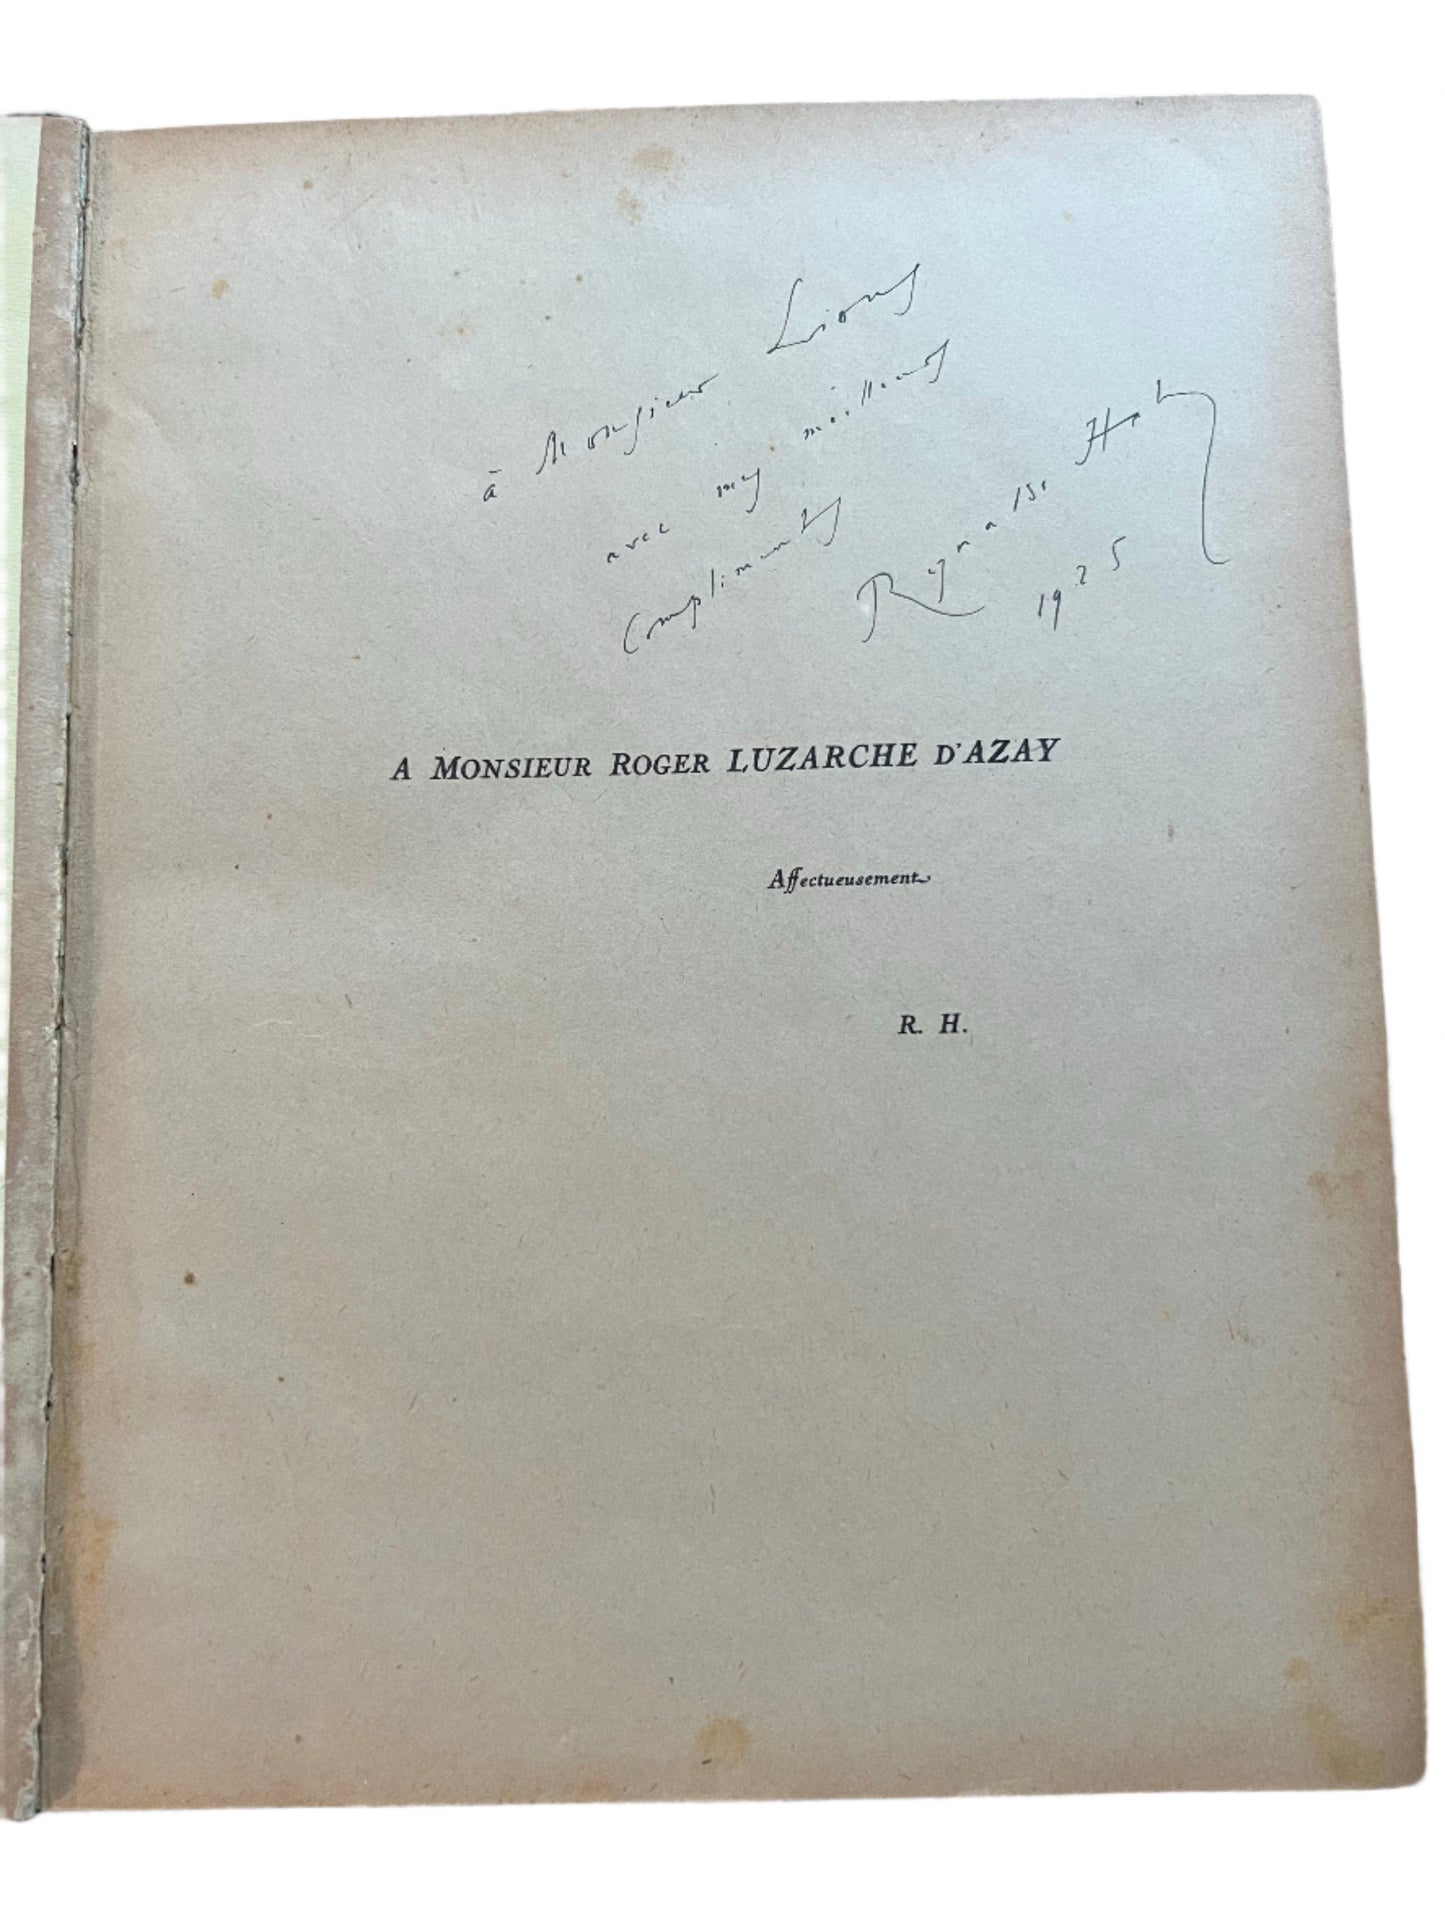 à Monsieur Lions
avec mes meilleurs
compliments
Reynaldo Hahn
1925
A MONSIEUR ROGER LUZARCHE D'AZAY
Affectueusement
R. H.